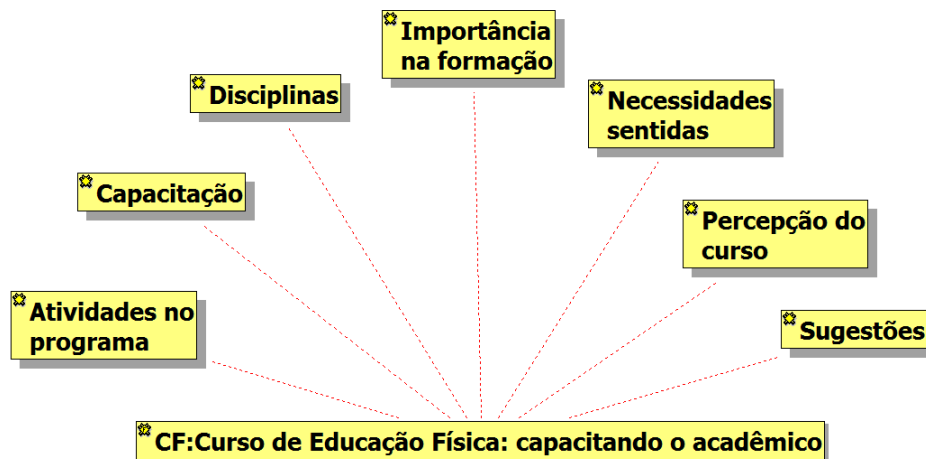 Importância
na formação
Disciplinas
Necessidades
sentidas
Capacitação
Percepção do
curso
Atividades no
programa
Sugestões
CF:Curso de Educação Física: capacitando o acadêmico